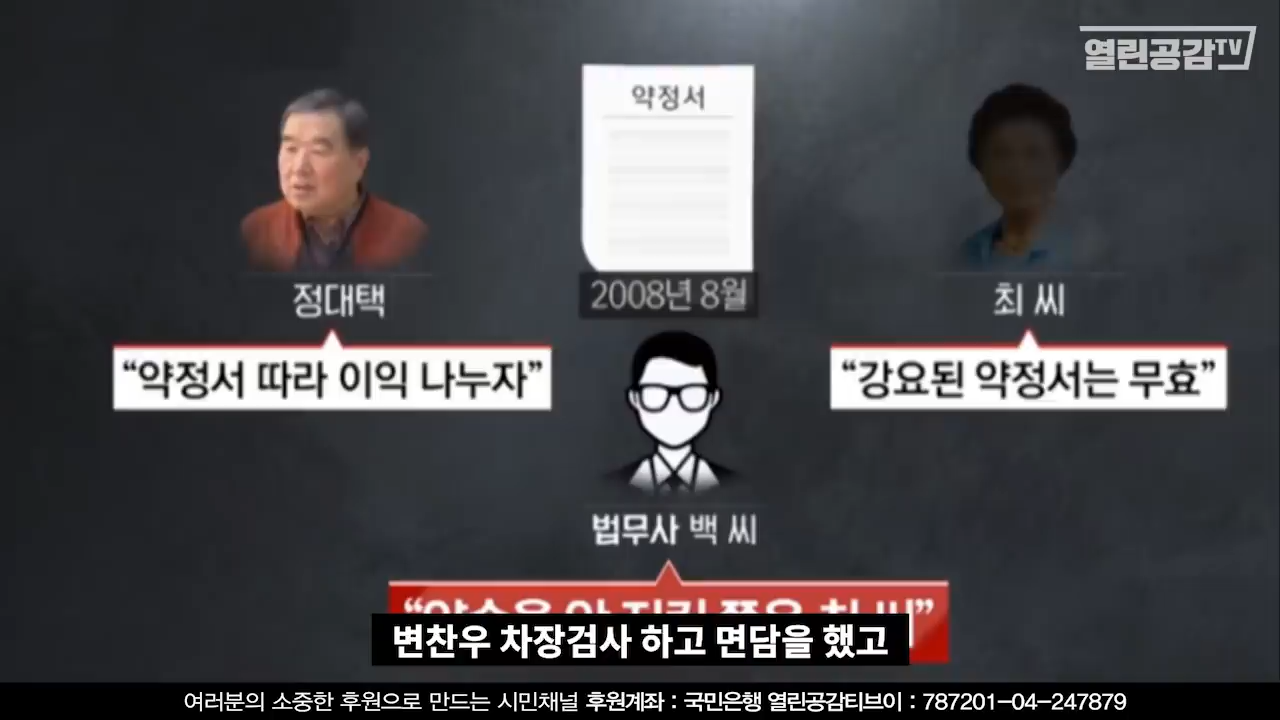 열린공감TV
약정서
정대택
2008년 8월
최 씨
“약정서 따라 이익 나누자”
“강요된 약정서는 무효”
법무사 백 씨
변찬우 차장검사 하고 면담을 했고
여러분의 소중한 후원으로 만드는 시민채널 후원계좌 : 국민은행 열린공감티브이 : 787201-04-247879